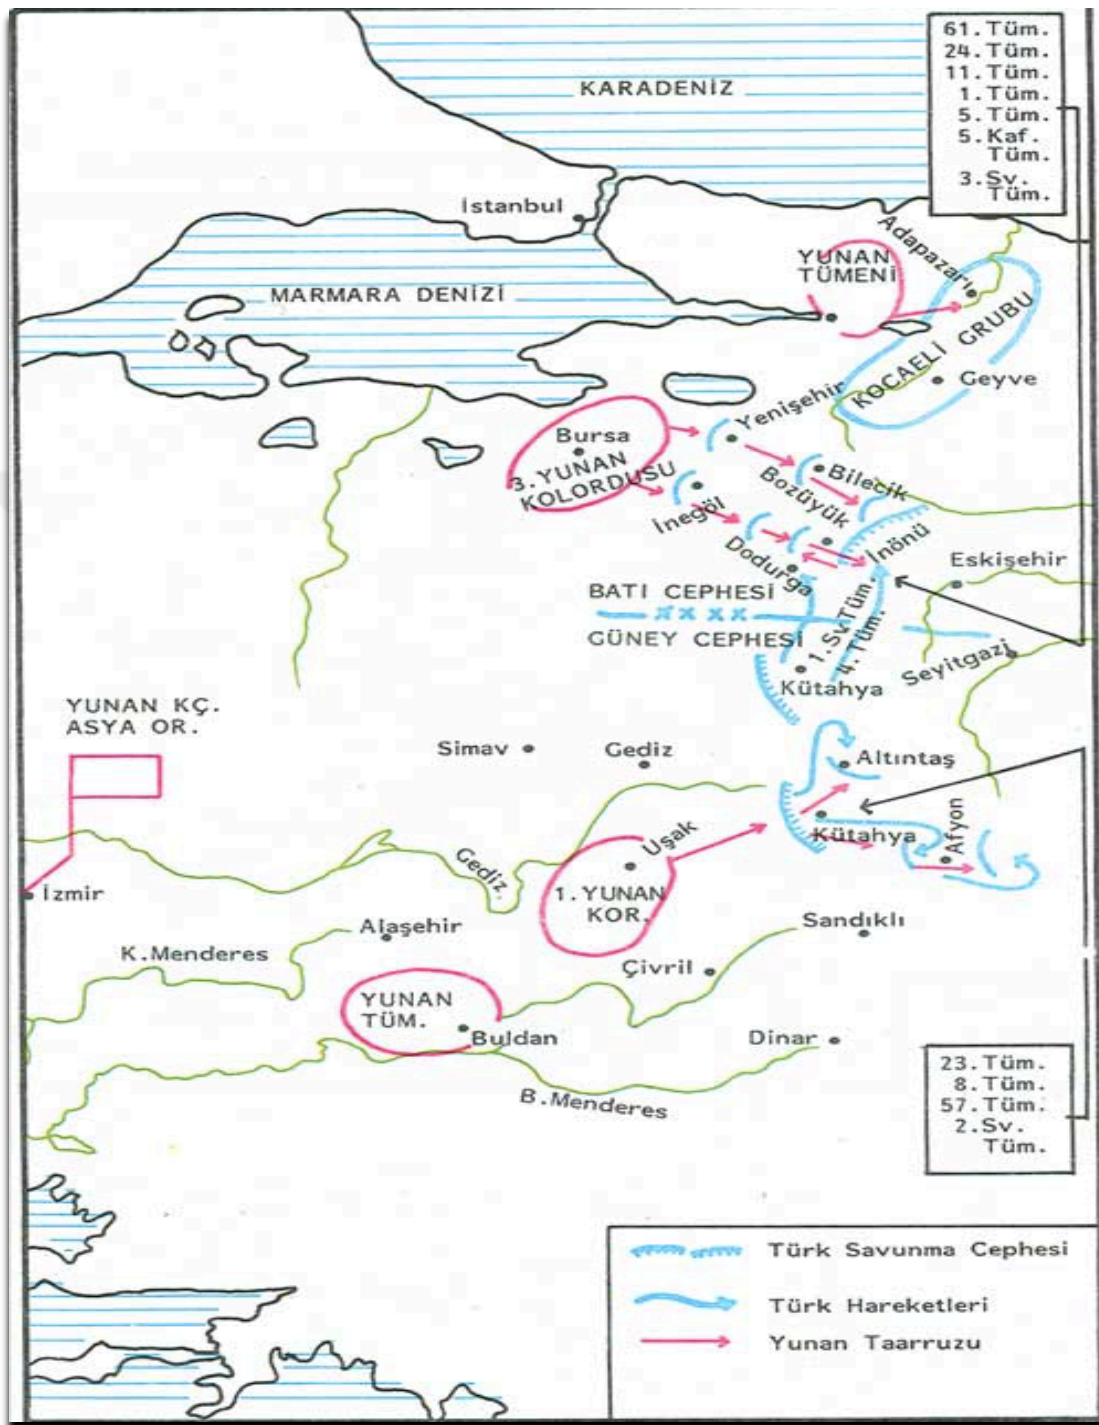 61.Tüm.
24.Tüm.
11.Tüm.
1.Tüm.
5.Tüm.
5.Kaf.
Tüm.
3.Sv.
Tüm.
KARADENİZ
İstanbul
Adapazarı
YUNAN
TÜMENİ
MARMARA DENİZİ
KOCAELİ GRUBU
Geyve
Yenişehir
Bursa
3.YUNAN
KOLORDUSU
Bilecik
Bozüyük
İnegöl
İnönü
Dodurga
Eskişehir
BATI CEPHESİ
GÜNEY CEPHESİ
1.Sv.Tüm.
4.Tüm.
Seyitgazi
Kütahya
YUNAN KÇ.
ASYA OR.
Simav
Gediz
Altıntaş
Kütahya
Afyon
Uşak
Gediz.
1.YUNAN
KOR.
İzmir
Alaşehir
Sandıklı
K.Menderes
Çivril
YUNAN
TÜM.
Buldan
Dinar
B.Menderes
23.Tüm.
8.Tüm.
57.Tüm.
2.Sv.
Tüm.
Türk Savunma Cephesi
Türk Hareketleri
Yunan Taarruzu